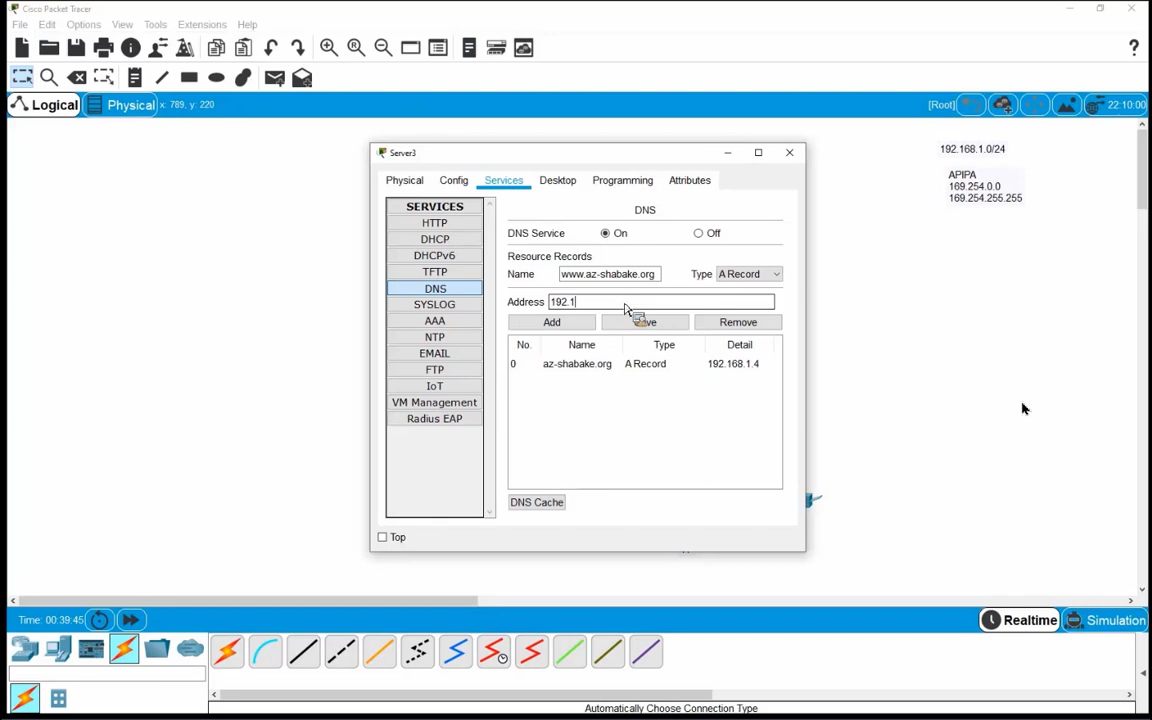 Cisco Packet Tracer
File Edit Options View Tools Extensions Help
?
Logical Physical x: 789, y: 220 [Root] 22:10:00
192.168.1.0/24
APIPA
169.254.0.0
169.254.255.255
Server3
Physical Config Services Desktop Programming Attributes
SERVICES
HTTP
DHCP
DHCPv6
TFTP
DNS
SYSLOG
AAA
NTP
EMAIL
FTP
IoT
VM Management
Radius EAP
DNS
DNS Service On Off
Resource Records
Name www.az-shabake.org Type A Record
Address 192.1
Add Remove
No. Name Type Detail
0 az-shabake.org A Record 192.168.1.4
DNS Cache
Top
Time: 00:39:45 Realtime Simulation
Automatically Choose Connection Type